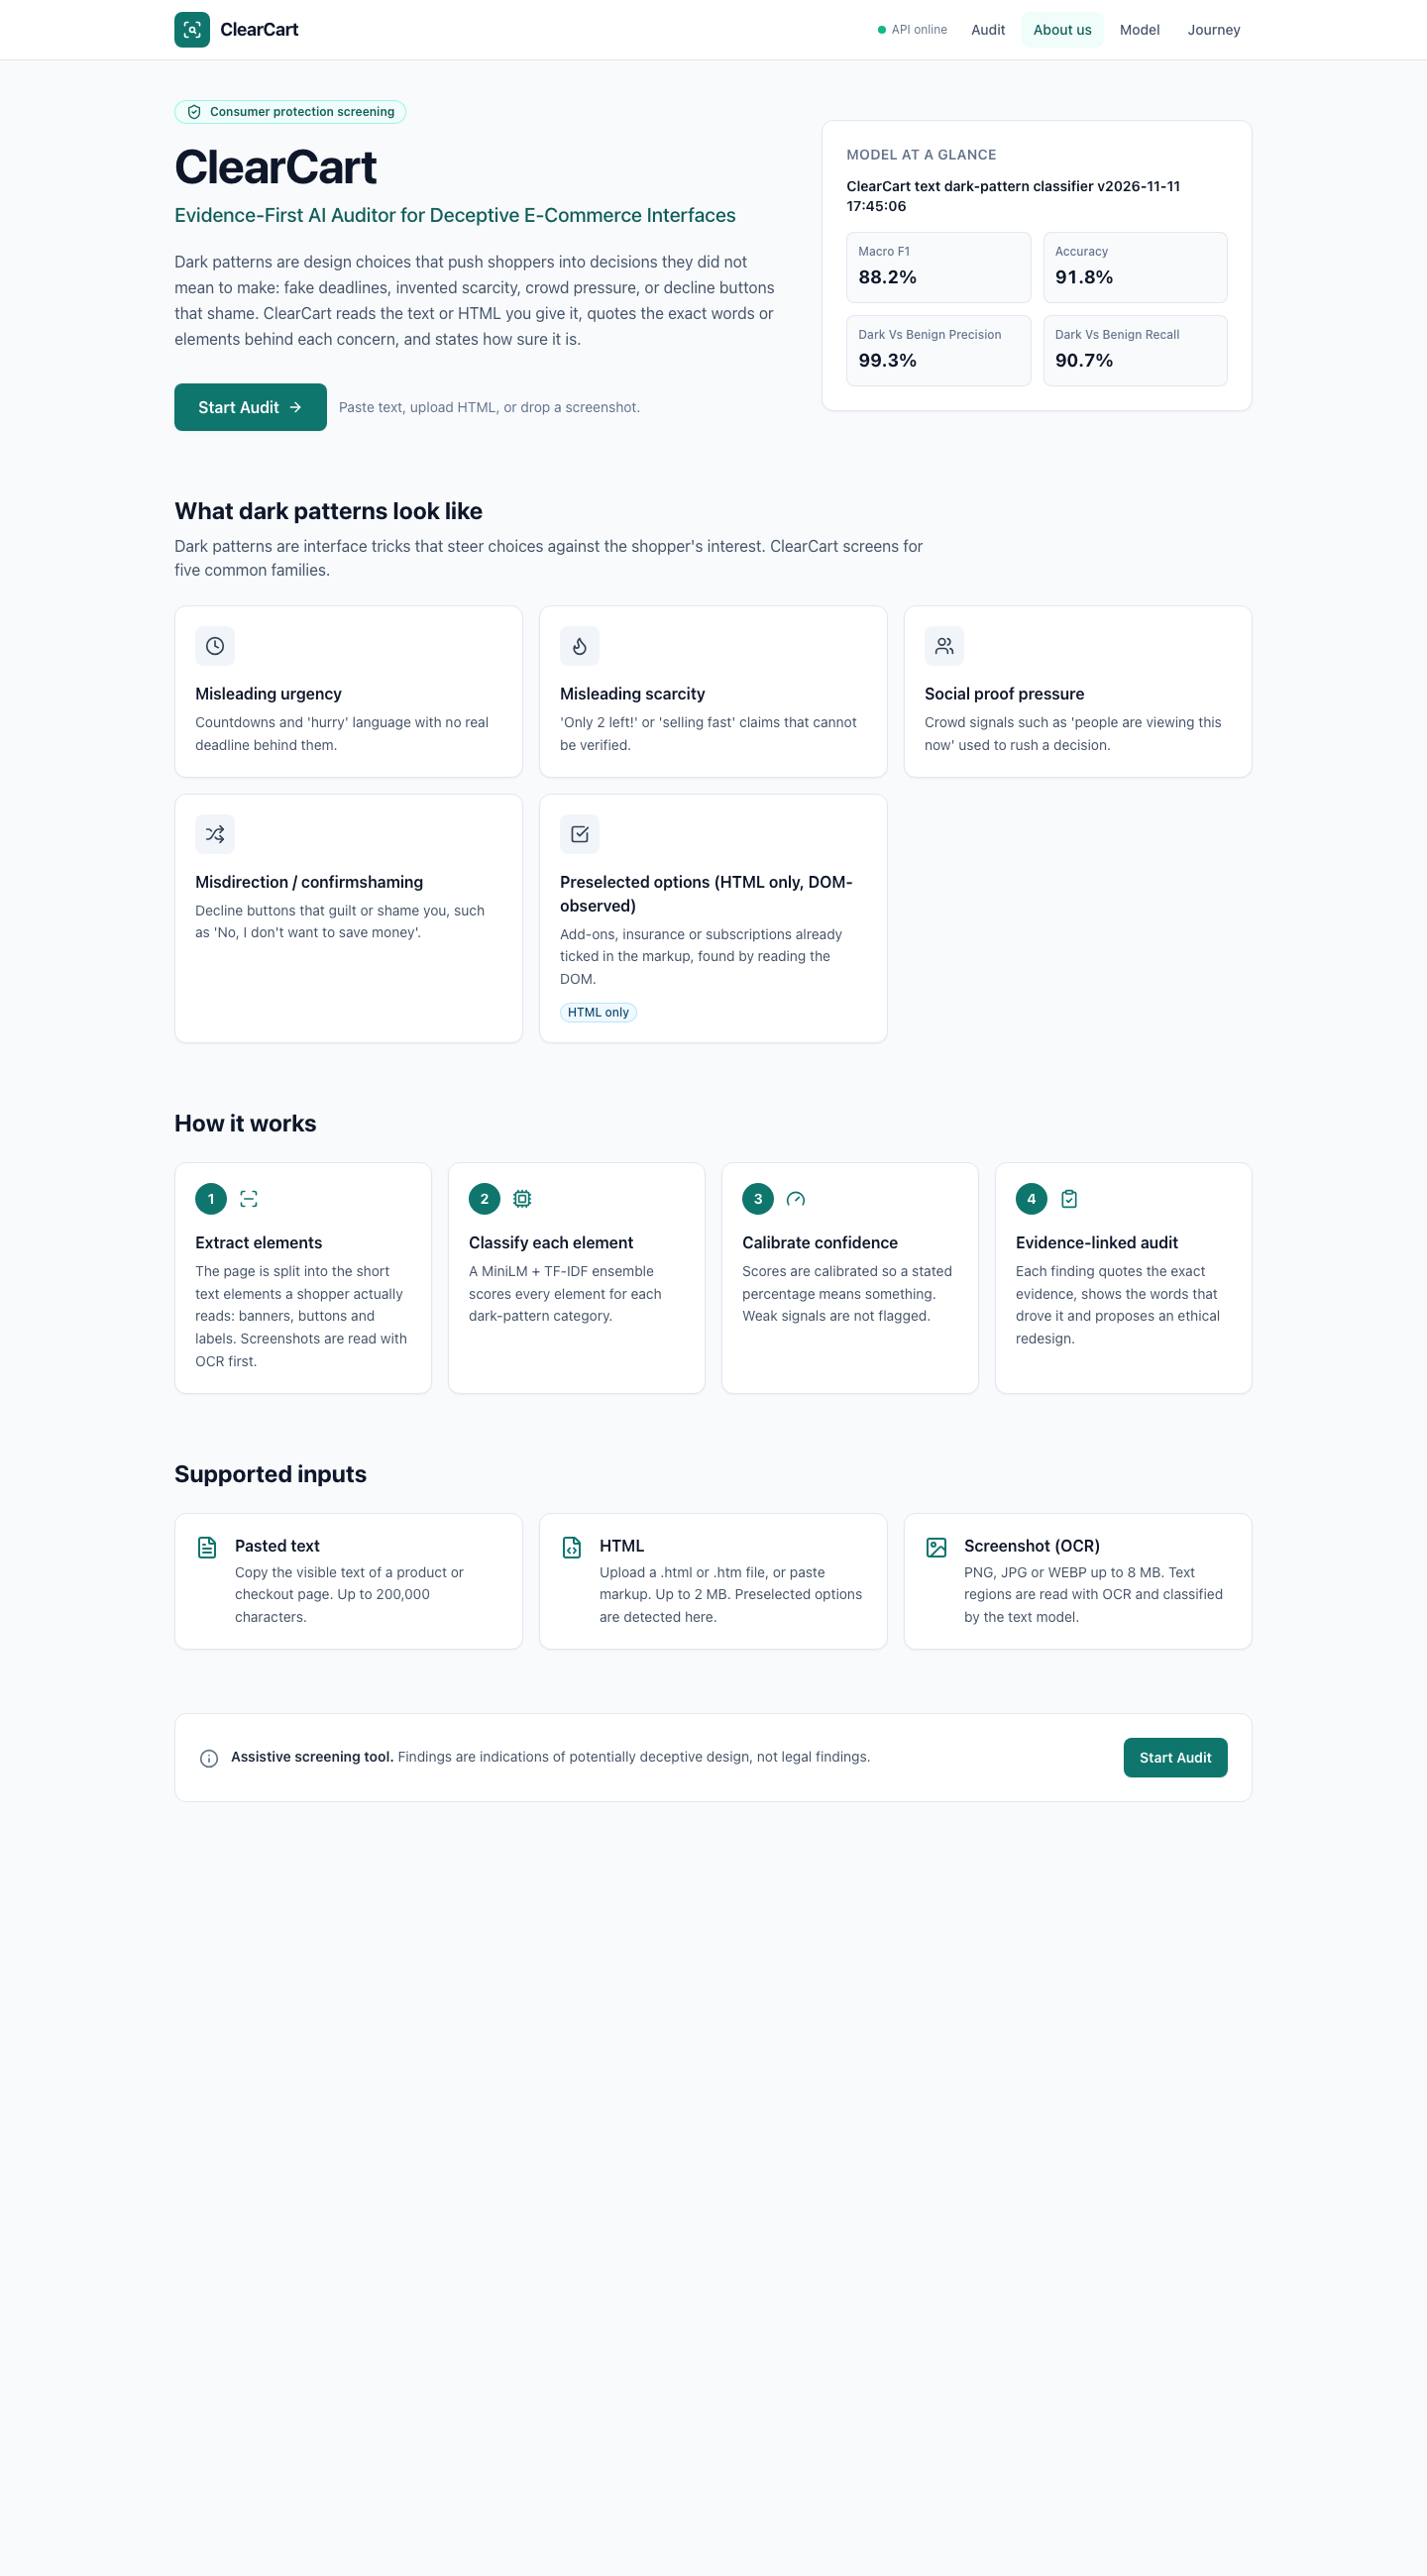 ClearCart
API online
Audit
About us
Model
Journey
Consumer protection screening
ClearCart
Evidence-First AI Auditor for Deceptive E-Commerce Interfaces
Dark patterns are design choices that push shoppers into decisions they did not
mean to make: fake deadlines, invented scarcity, crowd pressure, or decline buttons
that shame. ClearCart reads the text or HTML you give it, quotes the exact words or
elements behind each concern, and states how sure it is.
Start Audit
Paste text, upload HTML, or drop a screenshot.
MODEL AT A GLANCE
ClearCart text dark-pattern classifier v2026-11-11
17:45:06
Macro F1
88.2%
Accuracy
91.8%
Dark Vs Benign Precision
99.3%
Dark Vs Benign Recall
90.7%
What dark patterns look like
Dark patterns are interface tricks that steer choices against the shopper's interest. ClearCart screens for
five common families.
Misleading urgency
Countdowns and 'hurry' language with no real
deadline behind them.
Misleading scarcity
'Only 2 left!' or 'selling fast' claims that cannot
be verified.
Social proof pressure
Crowd signals such as 'people are viewing this
now' used to rush a decision.
Misdirection / confirmshaming
Decline buttons that guilt or shame you, such
as 'No, I don't want to save money'.
Preselected options (HTML only, DOM-
observed)
Add-ons, insurance or subscriptions already
ticked in the markup, found by reading the
DOM.
HTML only
How it works
1
Extract elements
The page is split into the short
text elements a shopper actually
reads: banners, buttons and
labels. Screenshots are read with
OCR first.
2
Classify each element
A MiniLM + TF-IDF ensemble
scores every element for each
dark-pattern category.
3
Calibrate confidence
Scores are calibrated so a stated
percentage means something.
Weak signals are not flagged.
4
Evidence-linked audit
Each finding quotes the exact
evidence, shows the words that
drove it and proposes an ethical
redesign.
Supported inputs
Pasted text
Copy the visible text of a product or
checkout page. Up to 200,000
characters.
HTML
Upload a .html or .htm file, or paste
markup. Up to 2 MB. Preselected options
are detected here.
Screenshot (OCR)
PNG, JPG or WEBP up to 8 MB. Text
regions are read with OCR and classified
by the text model.
Assistive screening tool. Findings are indications of potentially deceptive design, not legal findings.
Start Audit